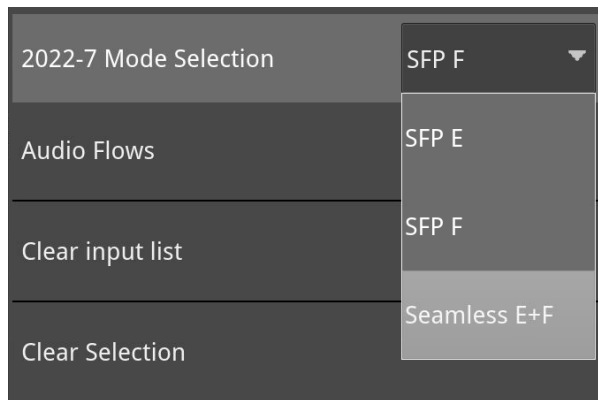 2022-7 Mode Selection
SFP F
Audio Flows
SFP E
SFP F
Clear input list
Seamless E+F
Clear Selection